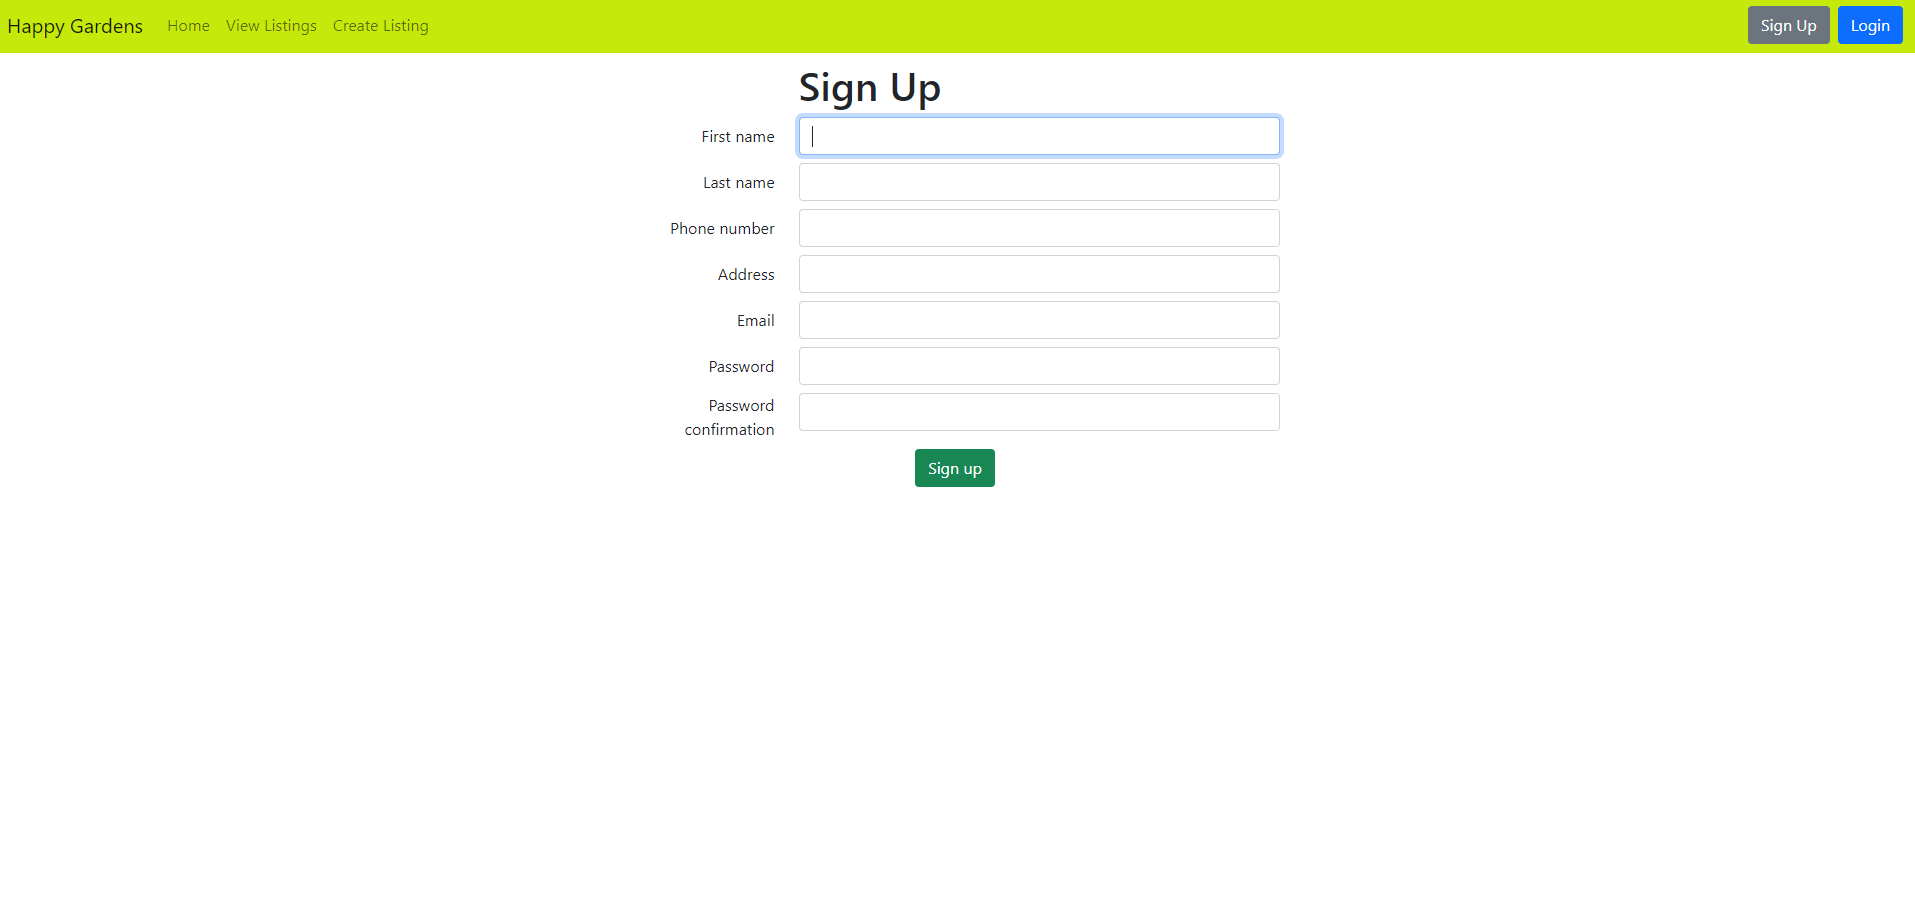 Happy Gardens Home View Listings Create Listing Sign Up Login
Sign Up
First name
Last name
Phone number
Address
Email
Password
Password
confirmation
Sign up